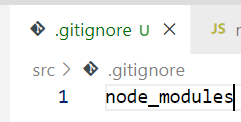 .gitignore U × JS
src > .gitignore
1 node_modules